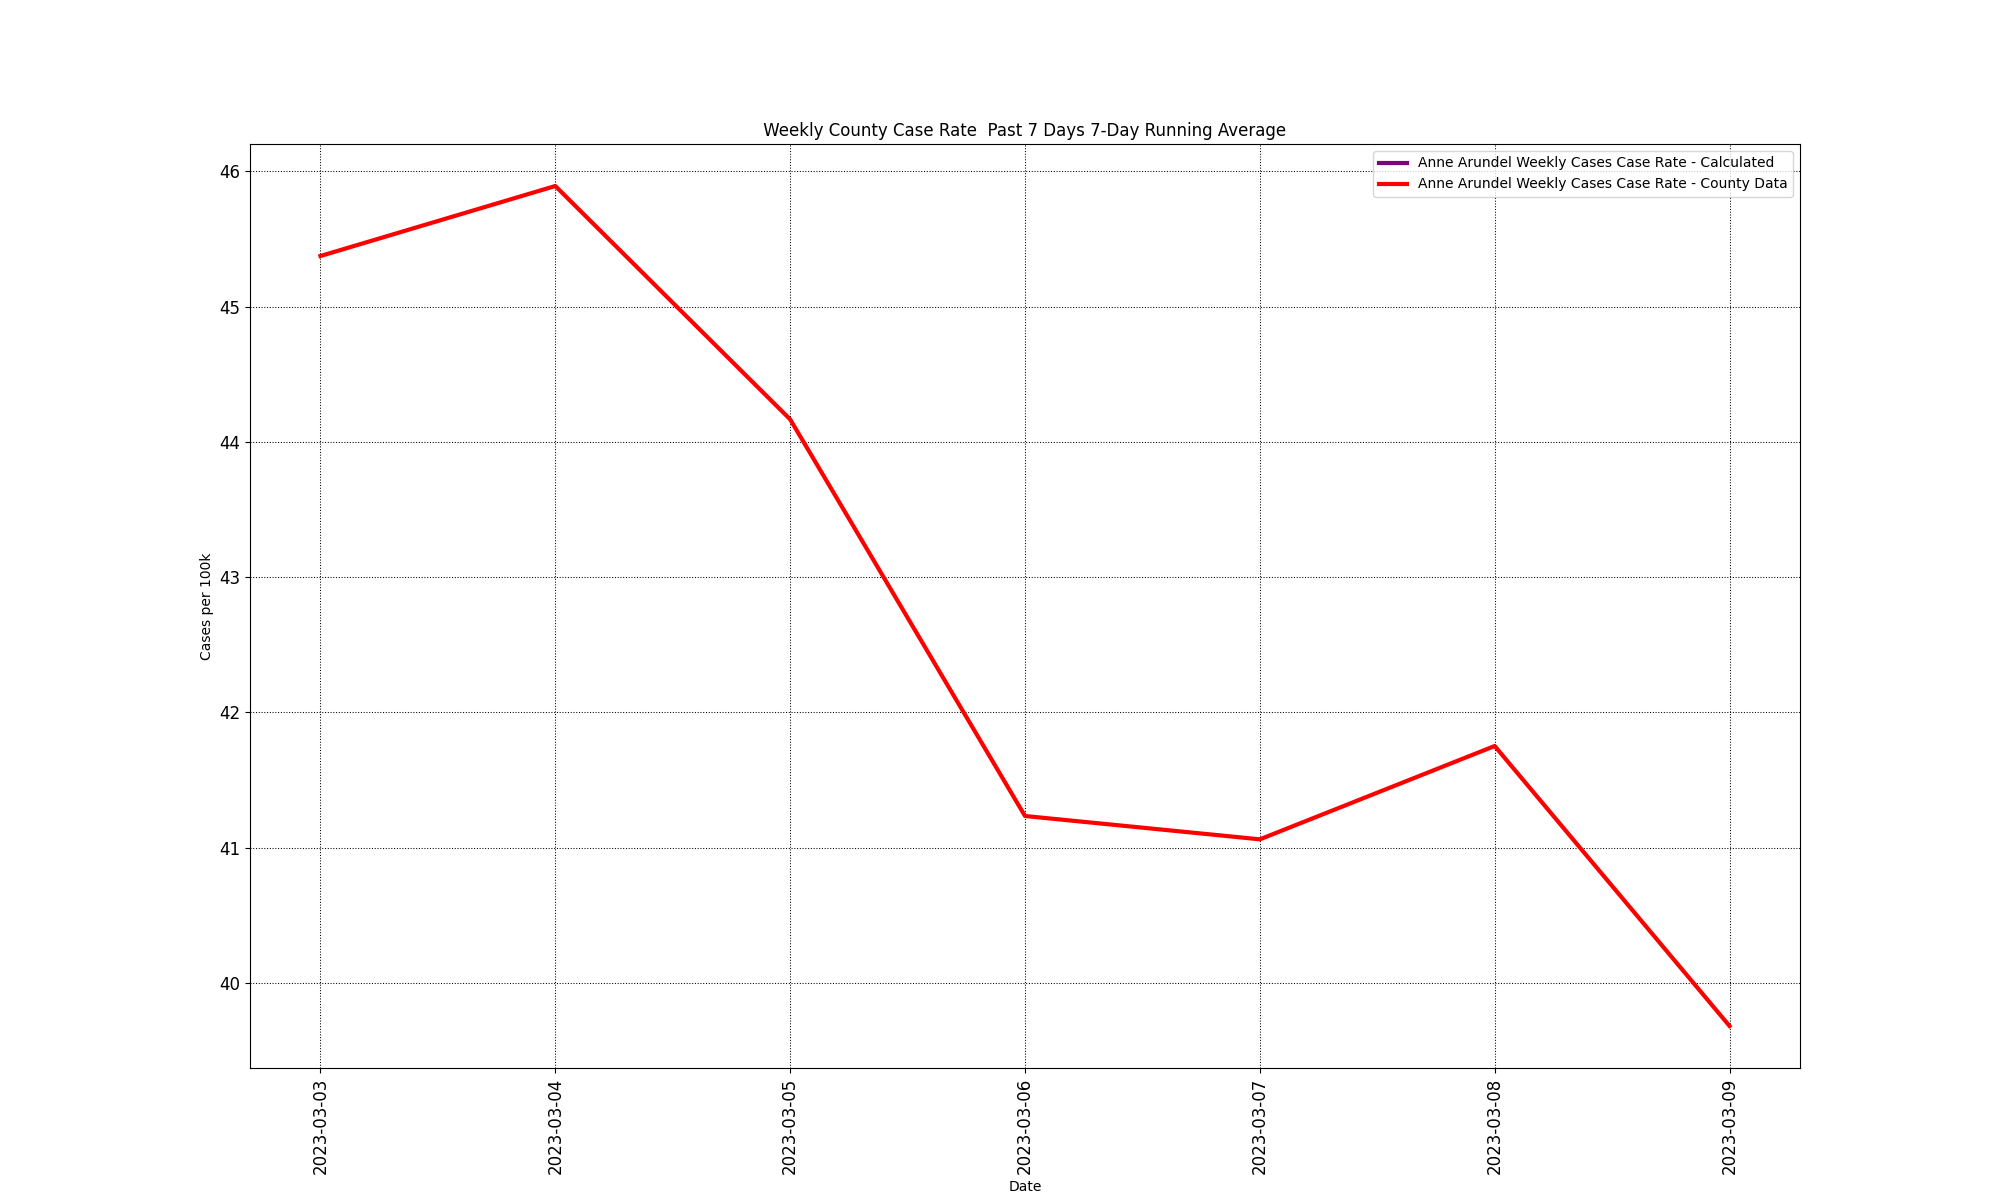 Weekly County Case Rate  Past 7 Days 7-Day Running Average
Anne Arundel Weekly Cases Case Rate - Calculated
Anne Arundel Weekly Cases Case Rate - County Data
46
45
44
43
42
41
40
Cases per 100k
2023-03-03
2023-03-04
2023-03-05
2023-03-06
2023-03-07
2023-03-08
2023-03-09
Date